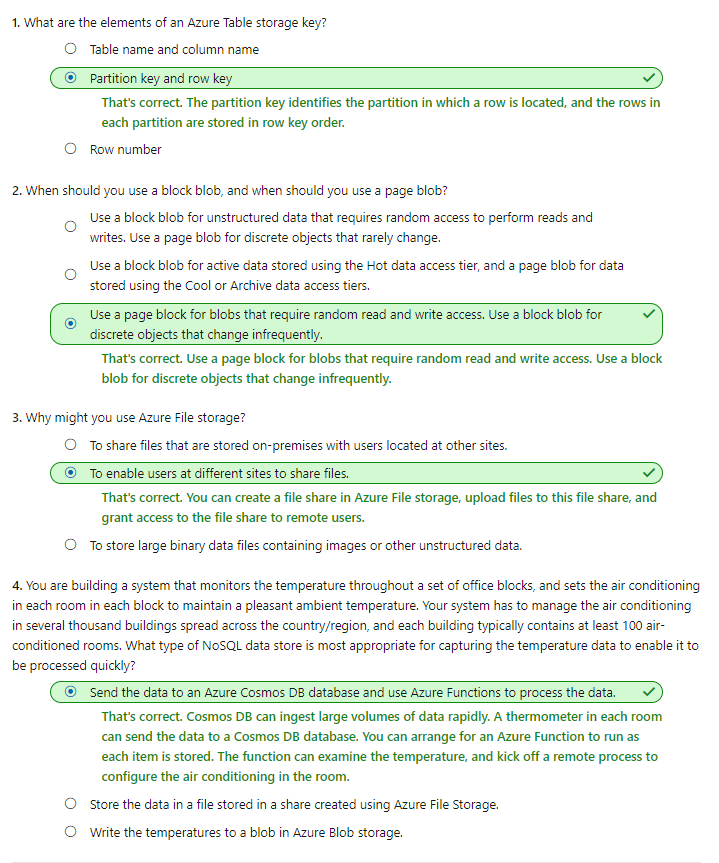 1. What are the elements of an Azure Table storage key?
Table name and column name
Partition key and row key
That's correct. The partition key identifies the partition in which a row is located, and the rows in
each partition are stored in row key order.
Row number
2. When should you use a block blob, and when should you use a page blob?
Use a block blob for unstructured data that requires random access to perform reads and
writes. Use a page blob for discrete objects that rarely change.
Use a block blob for active data stored using the Hot data access tier, and a page blob for data
stored using the Cool or Archive data access tiers.
Use a page block for blobs that require random read and write access. Use a block blob for
discrete objects that change infrequently.
That's correct. Use a page block for blobs that require random read and write access. Use a block
blob for discrete objects that change infrequently.
3. Why might you use Azure File storage?
To share files that are stored on-premises with users located at other sites.
To enable users at different sites to share files.
That's correct. You can create a file share in Azure File storage, upload files to this file share, and
grant access to the file share to remote users.
To store large binary data files containing images or other unstructured data.
4. You are building a system that monitors the temperature throughout a set of office blocks, and sets the air conditioning
in each room in each block to maintain a pleasant ambient temperature. Your system has to manage the air conditioning
in several thousand buildings spread across the country/region, and each building typically contains at least 100 air-
conditioned rooms. What type of NoSQL data store is most appropriate for capturing the temperature data to enable it to
be processed quickly?
Send the data to an Azure Cosmos DB database and use Azure Functions to process the data.
That's correct. Cosmos DB can ingest large volumes of data rapidly. A thermometer in each room
can send the data to a Cosmos DB database. You can arrange for an Azure Function to run as
each item is stored. The function can examine the temperature, and kick off a remote process to
configure the air conditioning in the room.
Store the data in a file stored in a share created using Azure File Storage.
Write the temperatures to a blob in Azure Blob storage.